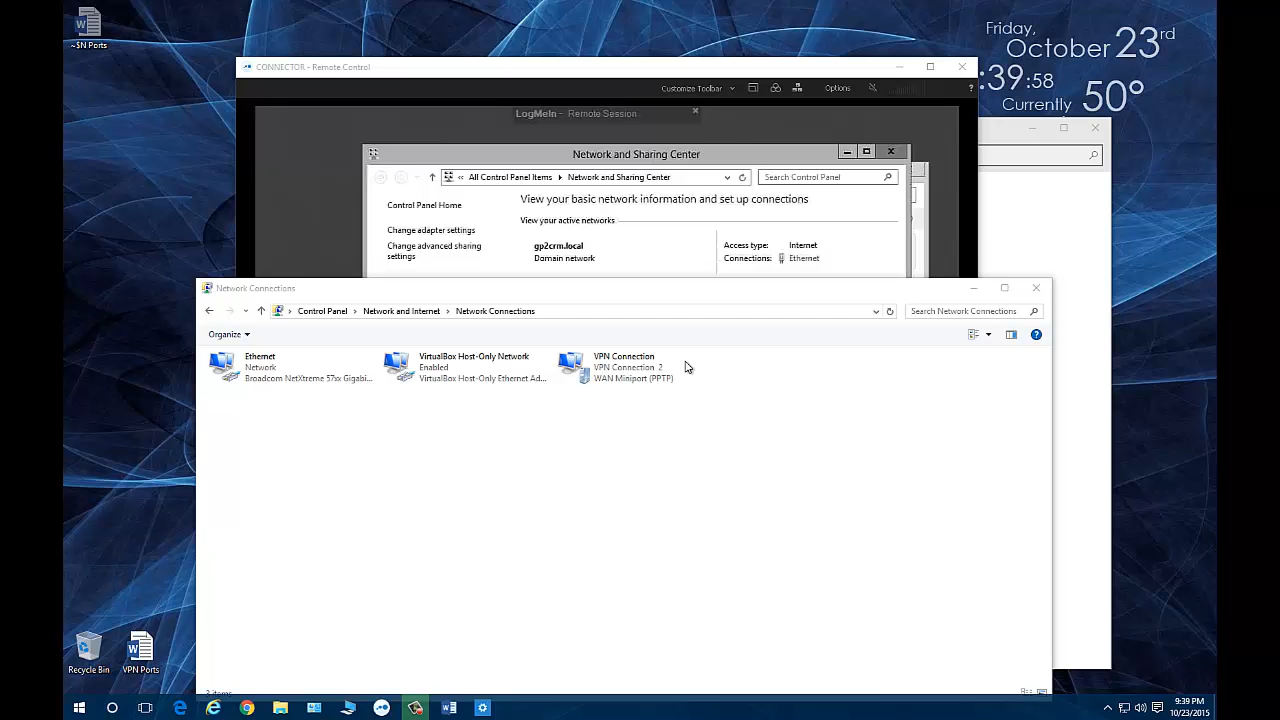 ~$N Ports
Friday,
October 23rd
:39:58
Currently 50°
CONNECTOR - Remote Control
Customize Toolbar
Options
?
LogMeIn – Remote Session
Network and Sharing Center
« All Control Panel Items Network and Sharing Center
Search Control Panel
Control Panel Home
View your basic network information and set up connections
View your active networks
Change adapter settings
Change advanced sharing
settings
gp2crm.local
Domain network
Access type: Internet
Connections: Ethernet
Network Connections
Control Panel Network and Internet Network Connections
Search Network Connections
Organize
Ethernet
Network
Broadcom NetXtreme 57xx Gigabi...
VirtualBox Host-Only Network
Enabled
VirtualBox Host-Only Ethernet Ad...
VPN Connection
VPN Connection 2
WAN Miniport (PPTP)
3 items
Recycle Bin
VPN Ports
9:39 PM
10/23/2015